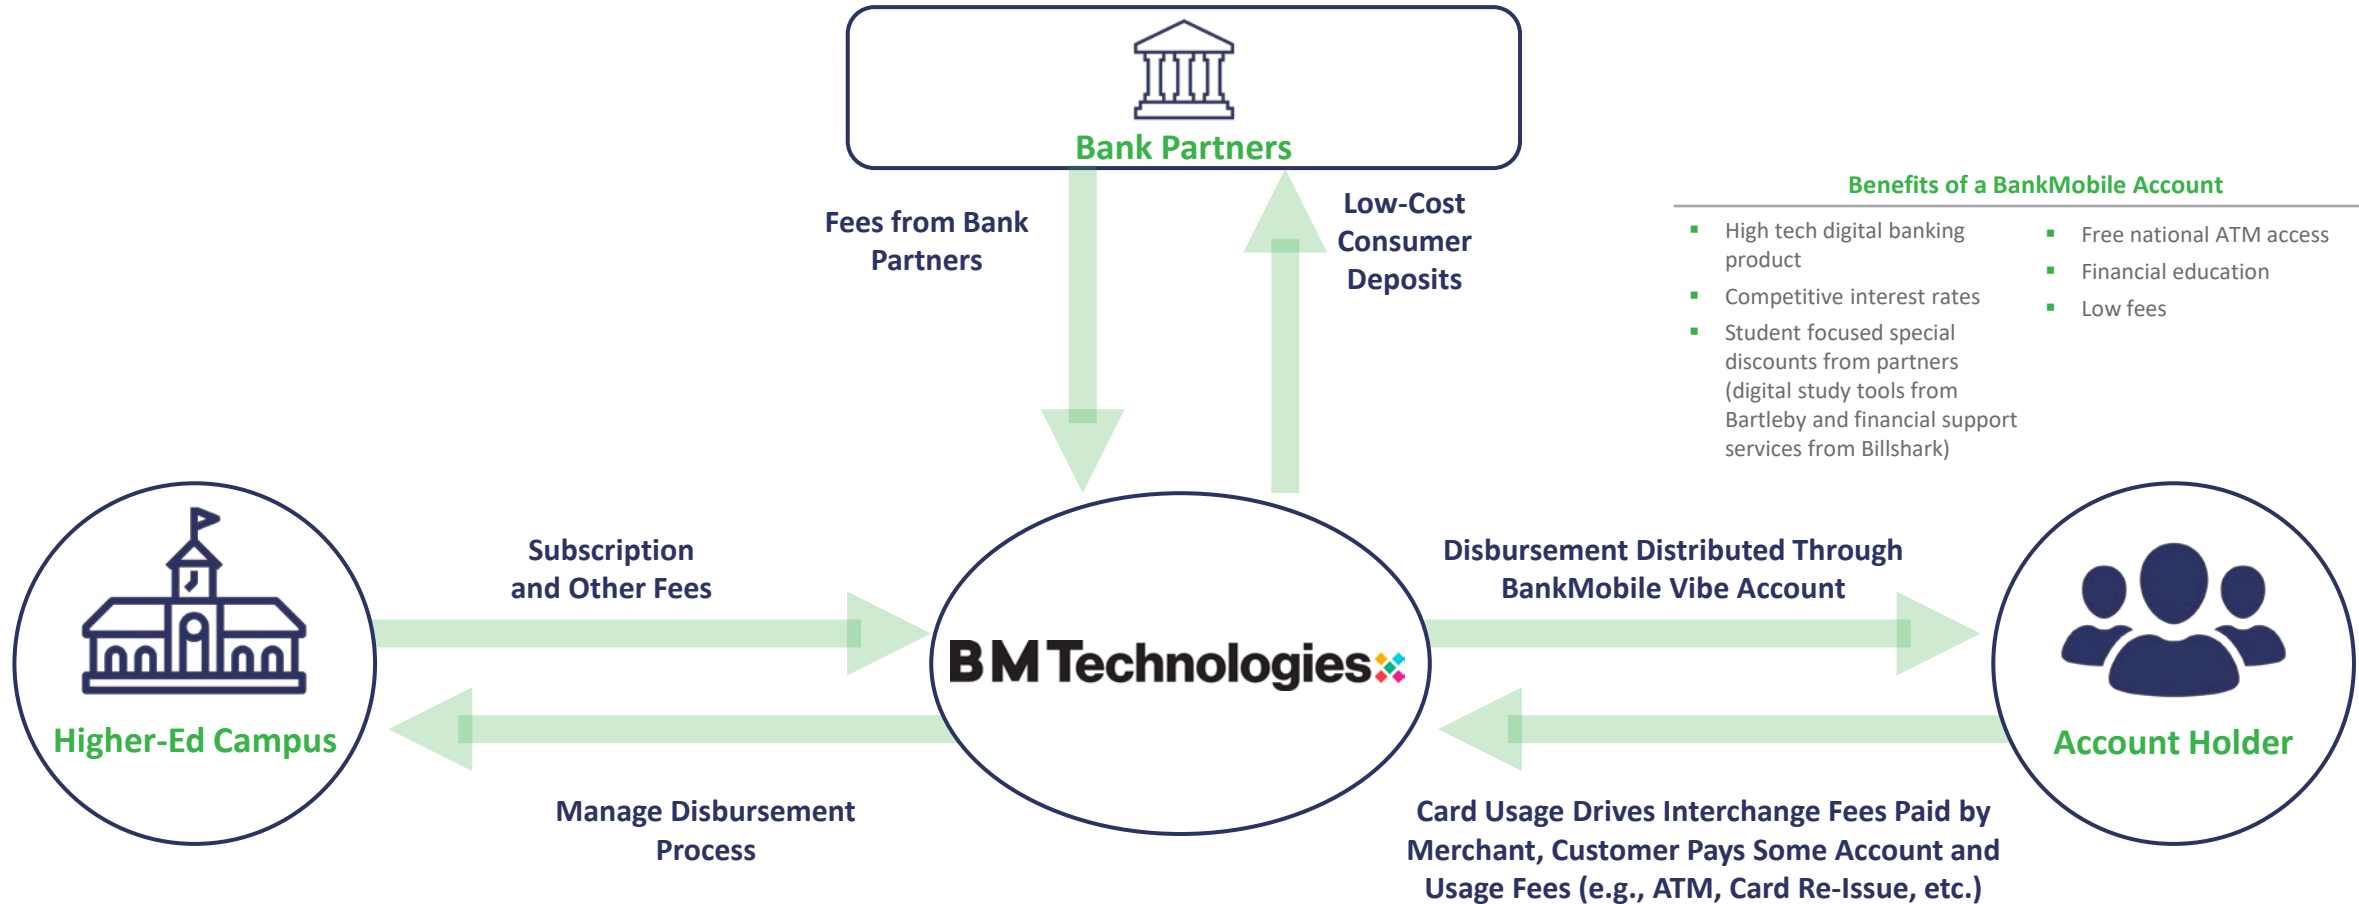 Bank Partners
Fees from Bank
Partners
Low-Cost
Consumer
Deposits
Benefits of a BankMobile Account
▪ High tech digital banking
product
▪ Competitive interest rates
▪ Student focused special
discounts from partners
(digital study tools from
Bartleby and financial support
services from Billshark)
▪ Free national ATM access
▪ Financial education
▪ Low fees
Higher-Ed Campus
Subscription
and Other Fees
Manage Disbursement
Process
BM Technologies
Disbursement Distributed Through
BankMobile Vibe Account
Card Usage Drives Interchange Fees Paid by
Merchant, Customer Pays Some Account and
Usage Fees (e.g., ATM, Card Re-Issue, etc.)
Account Holder